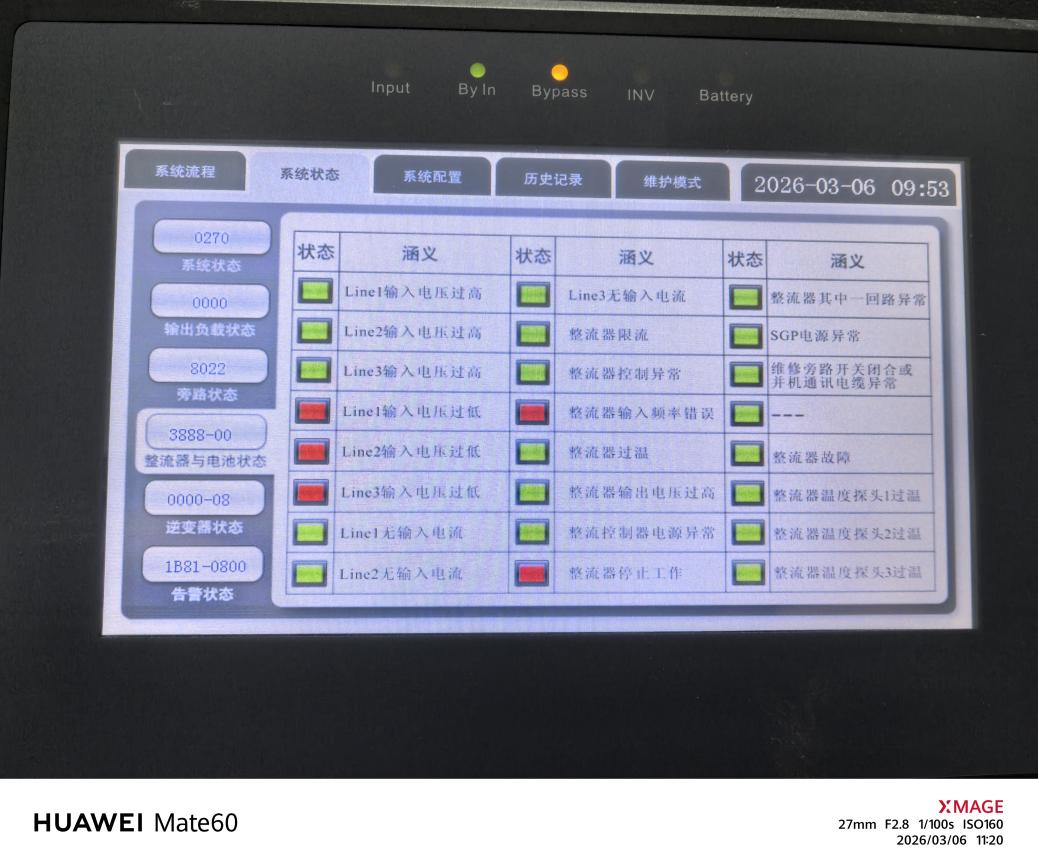 Input By In Bypass INV Battery
系统流程 系统状态 系统配置 历史记录 维护模式 2026-03-06 09:53
0270
系统状态
0000
输出负载状态
8022
旁路状态
3888-00
整流器与电池状态
0000-08
逆变器状态
1B81-0800
告警状态
状态 涵义 状态 涵义 状态 涵义
Line1输入电压过高 Line3无输入电流 整流器其中一回路异常
Line2输入电压过高 整流器限流 SGP电源异常
Line3输入电压过高 整流器控制异常 维修旁路开关闭合或
并机通讯电缆异常
Line1输入电压过低 整流器输入频率错误 ---
Line2输入电压过低 整流器过温 整流器故障
Line3输入电压过低 整流器输出电压过高 整流器温度探头1过温
Line1无输入电流 整流控制器电源异常 整流器温度探头2过温
Line2无输入电流 整流器停止工作 整流器温度探头3过温
HUAWEI Mate60
XMAGE
27mm F2.8 1/100s ISO160
2026/03/06 11:20